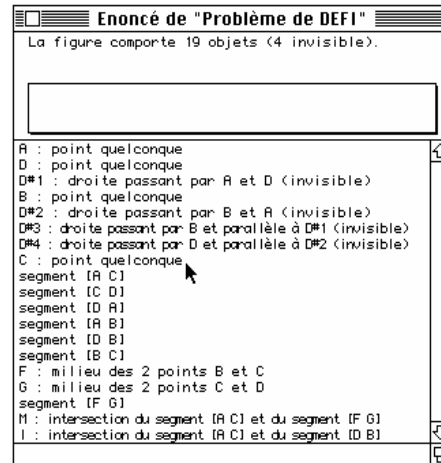 Enoncé de "Problème de DEFI"
La figure comporte 19 objets (4 invisible).
A : point quelconque
D : point quelconque
D#1 : droite passant par A et D (invisible)
B : point quelconque
D#2 : droite passant par B et A (invisible)
D#3 : droite passant par B et parallèle à D#1 (invisible)
D#4 : droite passant par D et parallèle à D#2 (invisible)
C : point quelconque
segment [A C]
segment [C D]
segment [D A]
segment [A B]
segment [D B]
segment [B C]
F : milieu des 2 points B et C
G : milieu des 2 points C et D
segment [F G]
M : intersection du segment [A C] et du segment [F G]
I : intersection du segment [A C] et du segment [D B]